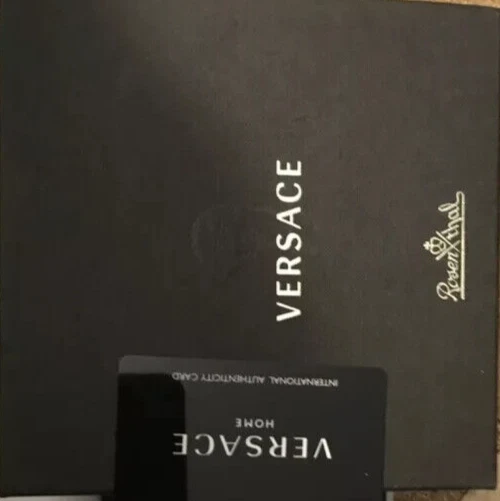 VERSACE
Rosenthal
VERSACE
HOME
INTERNATIONAL AUTHENTICITY CARD